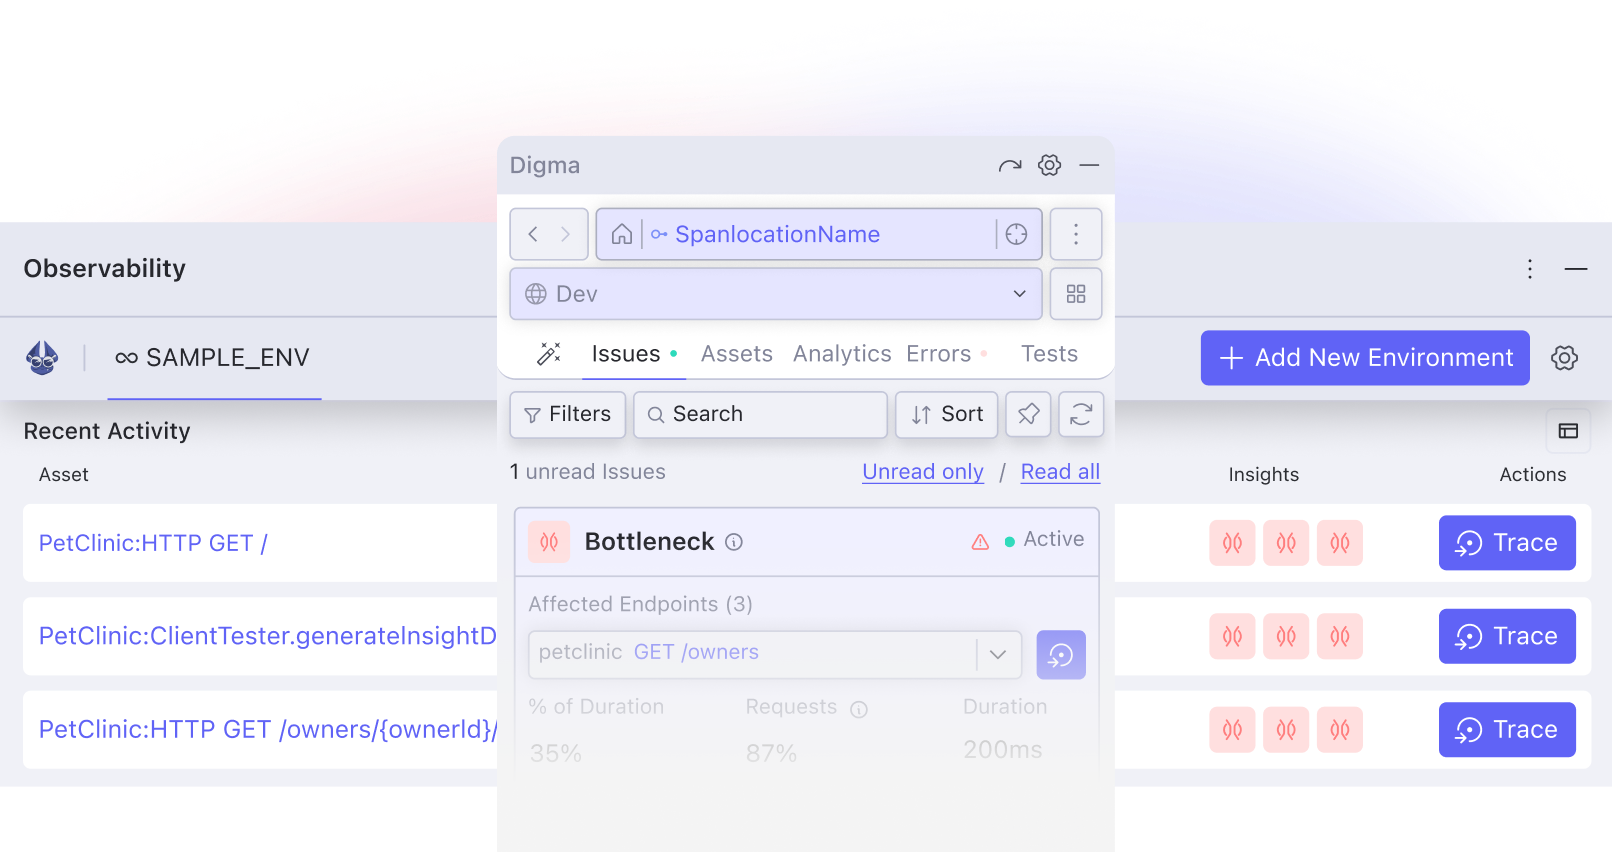 Digma
SpanlocationName
Observability
Dev
SAMPLE_ENV
Issues Assets Analytics Errors Tests
Add New Environment
Filters Search Sort
Recent Activity
1 unread Issues Unread only / Read all
Asset Insights Actions
Bottleneck Active
PetClinic:HTTP GET / Trace
Affected Endpoints (3)
PetClinic:ClientTester.generateInsightD Trace
petclinic GET /owners
% of Duration Requests Duration
PetClinic:HTTP GET /owners/{ownerId}/ Trace
35% 87% 200ms